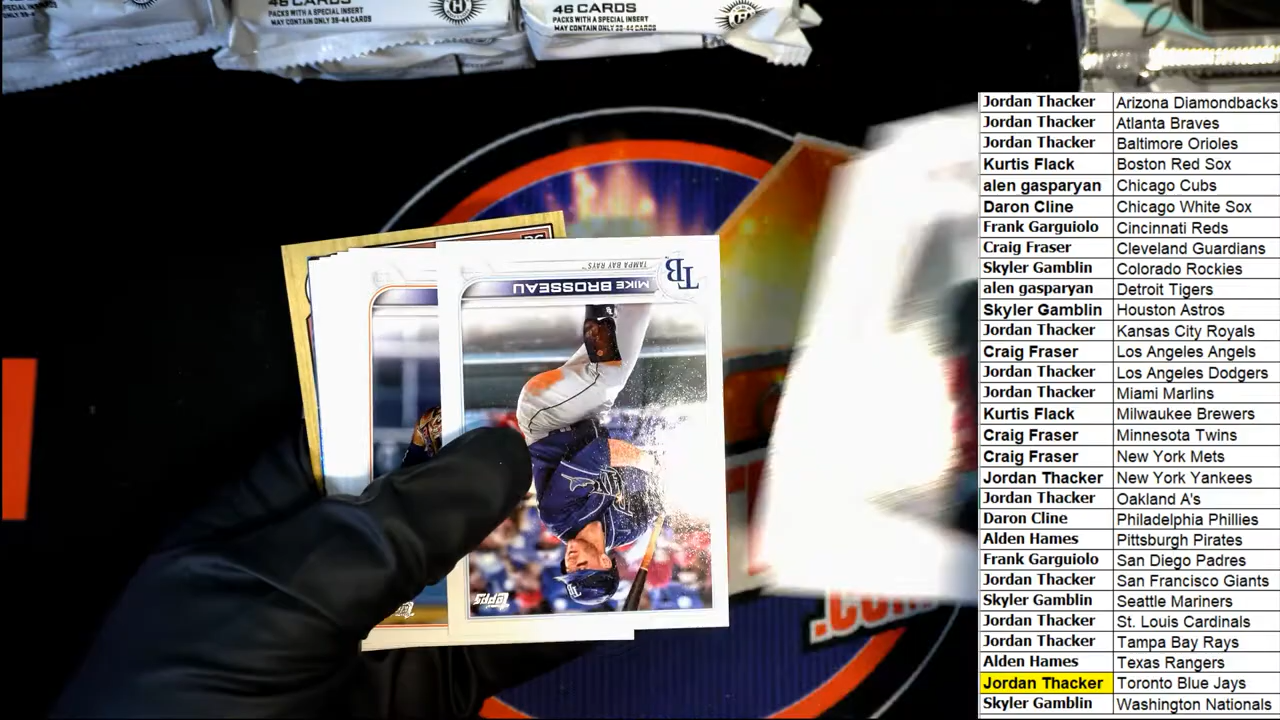 46 CARDS
PACKS WITH A SPECIAL INSERT
MAY CONTAIN ONLY 39-44 CARDS
46 CARDS
PACKS WITH A SPECIAL INSERT
MAY CONTAIN ONLY 39-44 CARDS
TB
TAMPA BAY RAYS™
MIKE BROSSEAU
Topps
.COM
Jordan Thacker Arizona Diamondbacks
Jordan Thacker Atlanta Braves
Jordan Thacker Baltimore Orioles
Kurtis Flack Boston Red Sox
alen gasparyan Chicago Cubs
Daron Cline Chicago White Sox
Frank Garguiolo Cincinnati Reds
Craig Fraser Cleveland Guardians
Skyler Gamblin Colorado Rockies
alen gasparyan Detroit Tigers
Skyler Gamblin Houston Astros
Jordan Thacker Kansas City Royals
Craig Fraser Los Angeles Angels
Jordan Thacker Los Angeles Dodgers
Jordan Thacker Miami Marlins
Kurtis Flack Milwaukee Brewers
Craig Fraser Minnesota Twins
Craig Fraser New York Mets
Jordan Thacker New York Yankees
Jordan Thacker Oakland A's
Daron Cline Philadelphia Phillies
Alden Hames Pittsburgh Pirates
Frank Garguiolo San Diego Padres
Jordan Thacker San Francisco Giants
Skyler Gamblin Seattle Mariners
Jordan Thacker St. Louis Cardinals
Jordan Thacker Tampa Bay Rays
Alden Hames Texas Rangers
Jordan Thacker Toronto Blue Jays
Skyler Gamblin Washington Nationals